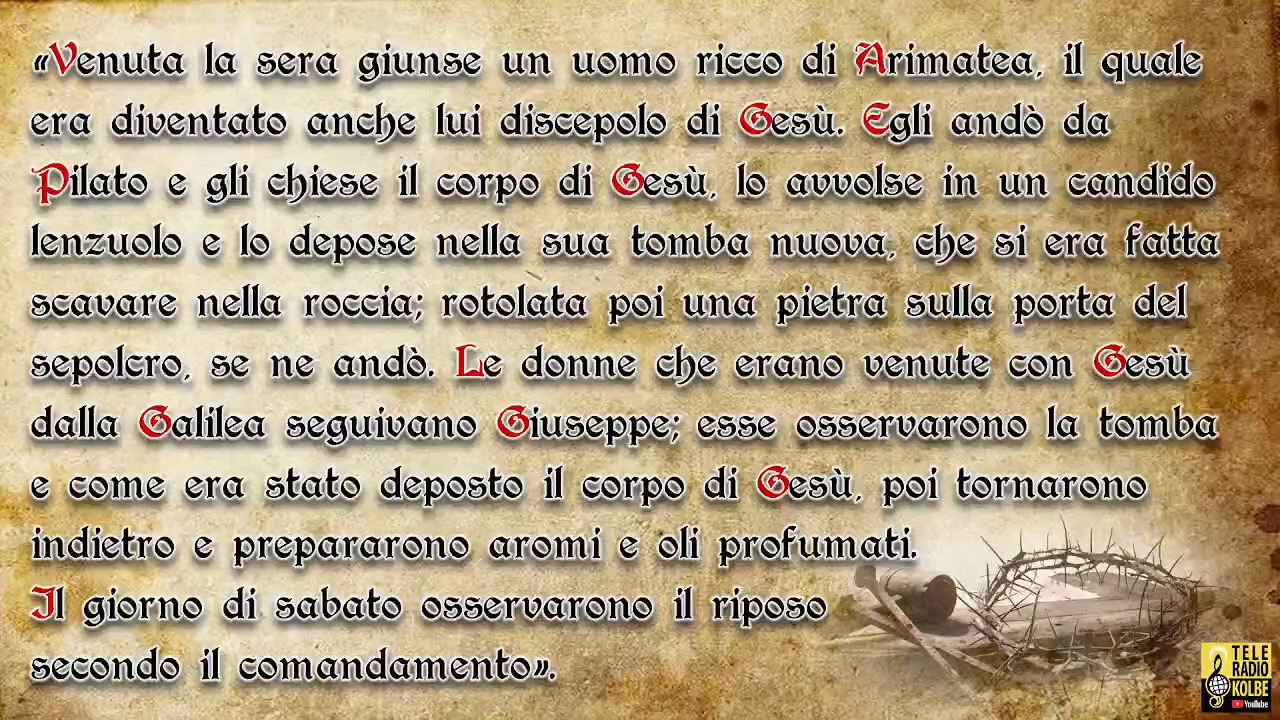 «Venuta la sera giunse un uomo ricco di Arimatea, il quale
era diventato anche lui discepolo di Gesù. Egli andò da
Pilato e gli chiese il corpo di Gesù, lo avvolse in un candido
lenzuolo e lo depose nella sua tomba nuova, che si era fatta
scavare nella roccia; rotolata poi una pietra sulla porta del
sepolcro, se ne andò. Le donne che erano venute con Gesù
dalla Galilea seguivano Giuseppe; esse osservarono la tomba
e come era stato deposto il corpo di Gesù, poi tornarono
indietro e prepararono aromi e oli profumati.
Il giorno di sabato osservarono il riposo
secondo il comandamento».
TELE
RADIO
KOLBE
YouTube